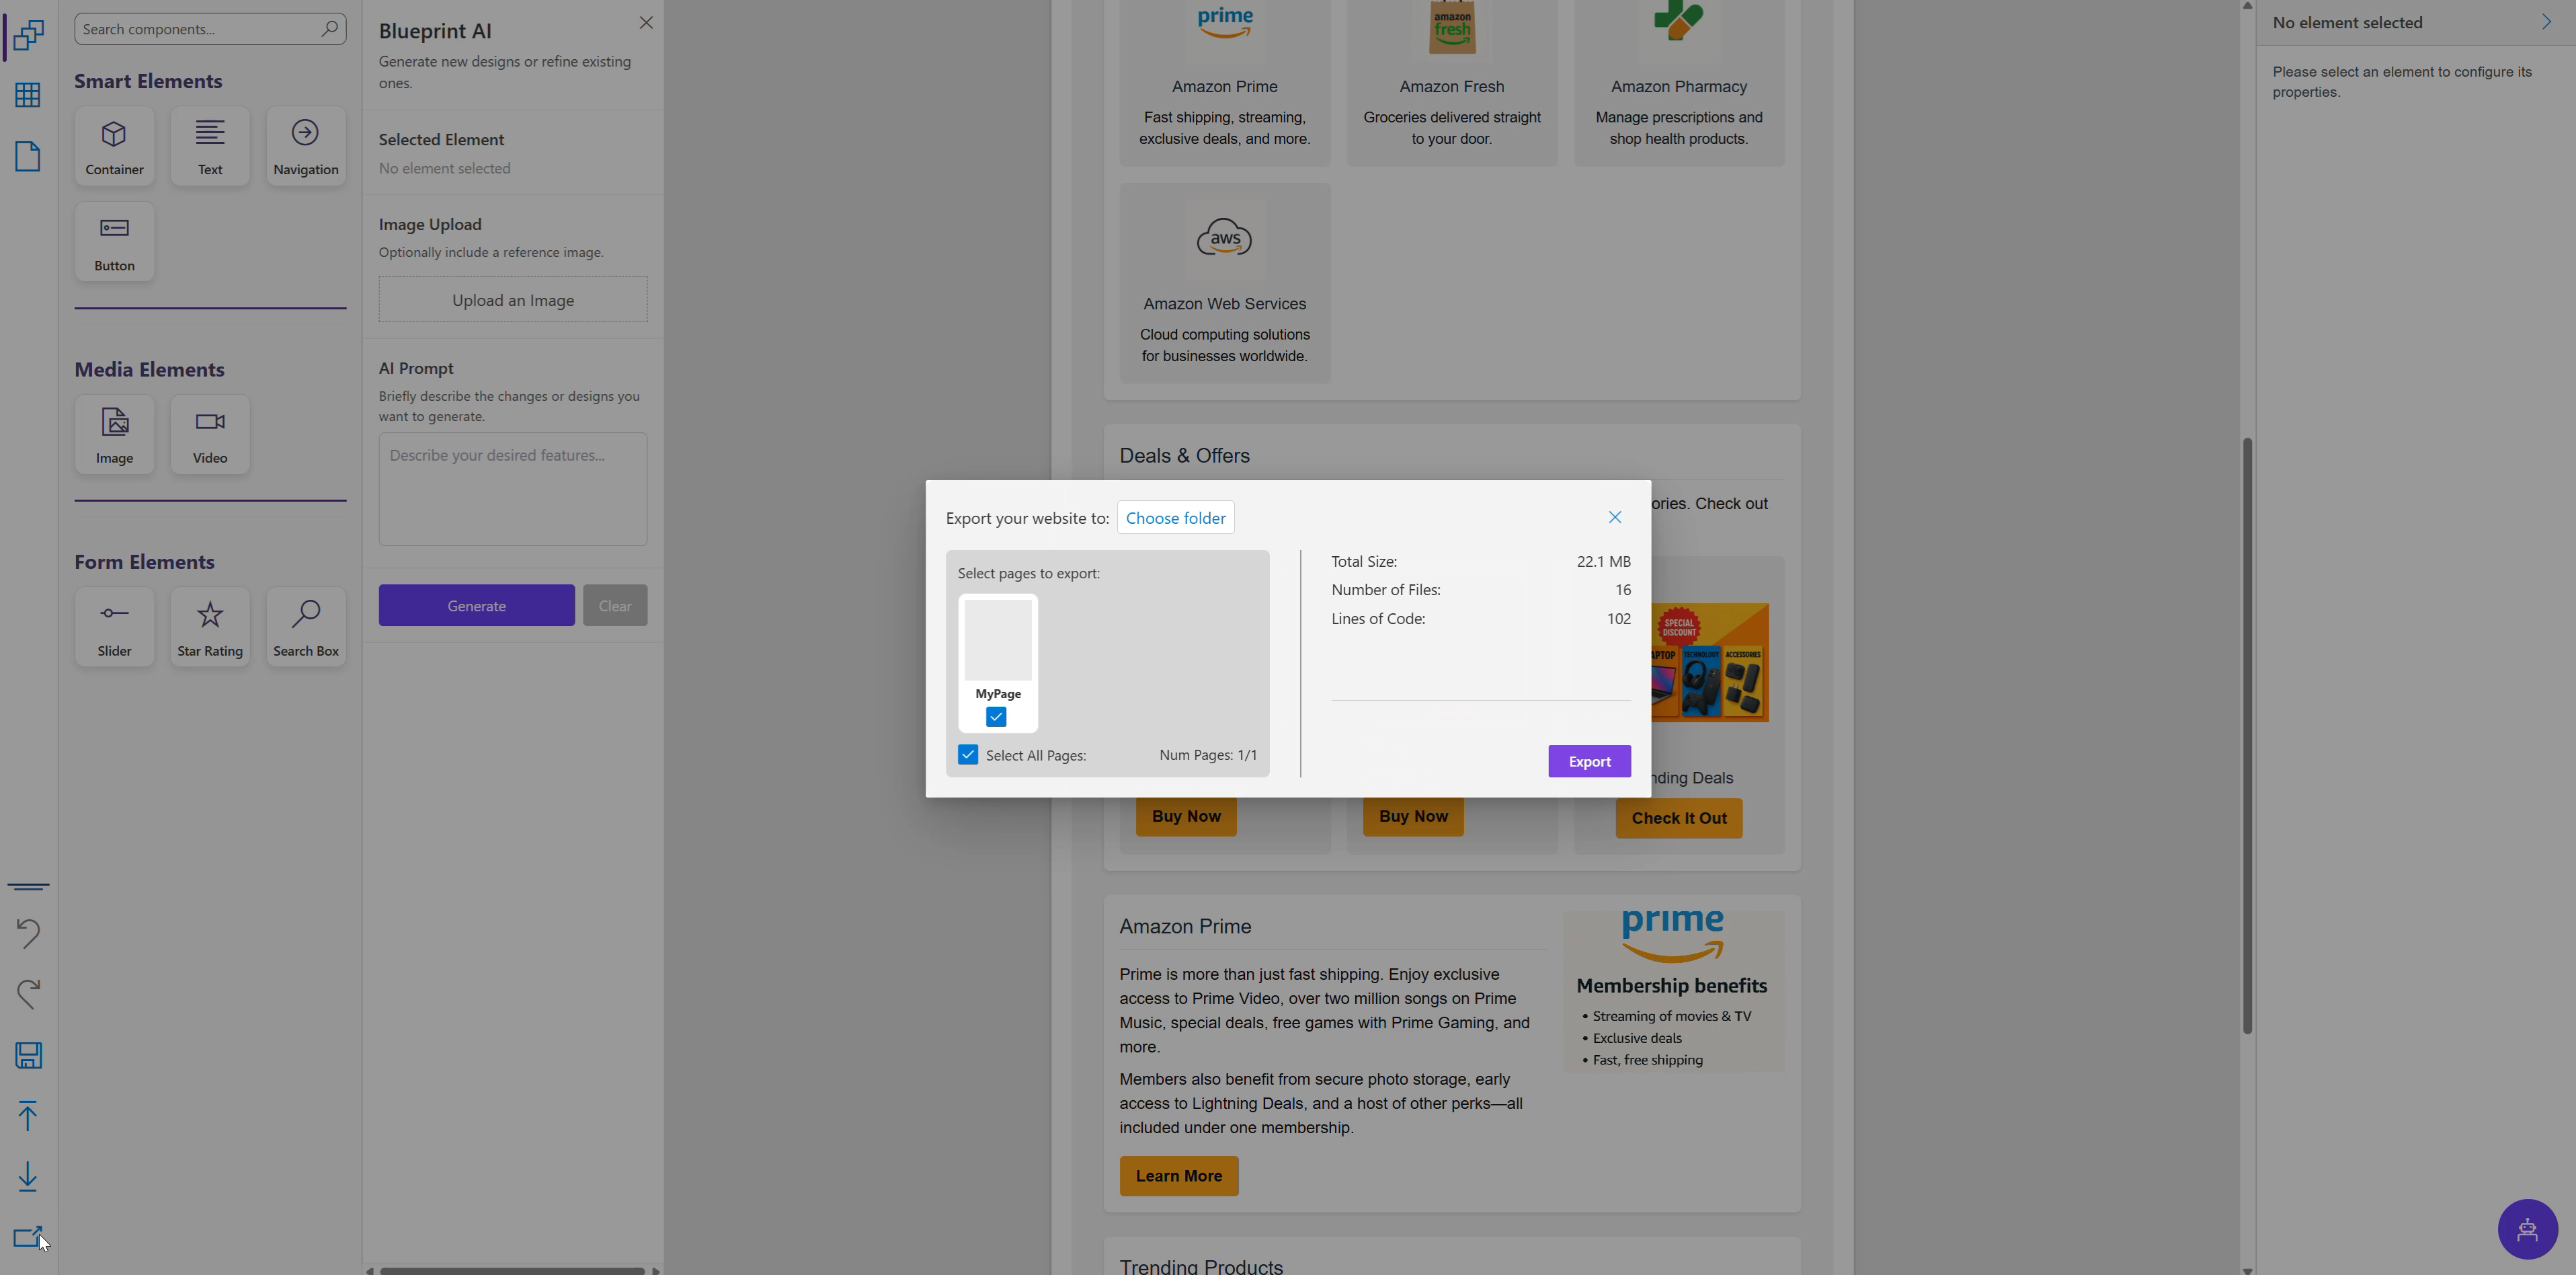 Search components...
Smart Elements
Container
Text
Navigation
Button
Media Elements
Image
Video
Form Elements
Slider
Star Rating
Search Box
Blueprint AI
Generate new designs or refine existing
ones.
Selected Element
No element selected
Image Upload
Optionally include a reference image.
Upload an Image
AI Prompt
Briefly describe the changes or designs you
want to generate.
Describe your desired features...
Generate
Clear
prime
amazon
fresh
Amazon Prime
Fast shipping, streaming,
exclusive deals, and more.
Amazon Fresh
Groceries delivered straight
to your door.
Amazon Pharmacy
Manage prescriptions and
shop health products.
aws
Amazon Web Services
Cloud computing solutions
for businesses worldwide.
Deals & Offers
ories. Check out
Export your website to:
Choose folder
Select pages to export:
MyPage
Select All Pages:
Num Pages: 1/1
Total Size:
22.1 MB
Number of Files:
16
Lines of Code:
102
Export
SPECIAL
DISCOUNT
APTOP
TECHNOLOGY
ACCESSORIES
nding Deals
Buy Now
Buy Now
Check It Out
Amazon Prime
Prime is more than just fast shipping. Enjoy exclusive
access to Prime Video, over two million songs on Prime
Music, special deals, free games with Prime Gaming, and
more.
Members also benefit from secure photo storage, early
access to Lightning Deals, and a host of other perks—all
included under one membership.
Learn More
prime
Membership benefits
• Streaming of movies & TV
• Exclusive deals
• Fast, free shipping
Trending Products
No element selected
Please select an element to configure its
properties.